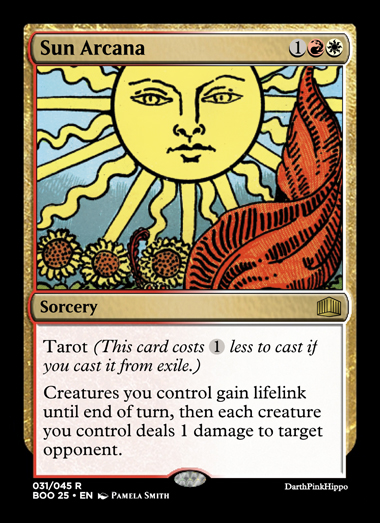 Sun Arcana 1
Sorcery
Tarot (This card costs 1 less to cast if
you cast it from exile.)
Creatures you control gain lifelink
until end of turn, then each creature
you control deals 1 damage to target
opponent.
031/045 R
BOO 25 • EN Pamela Smith
DarthPinkHippo